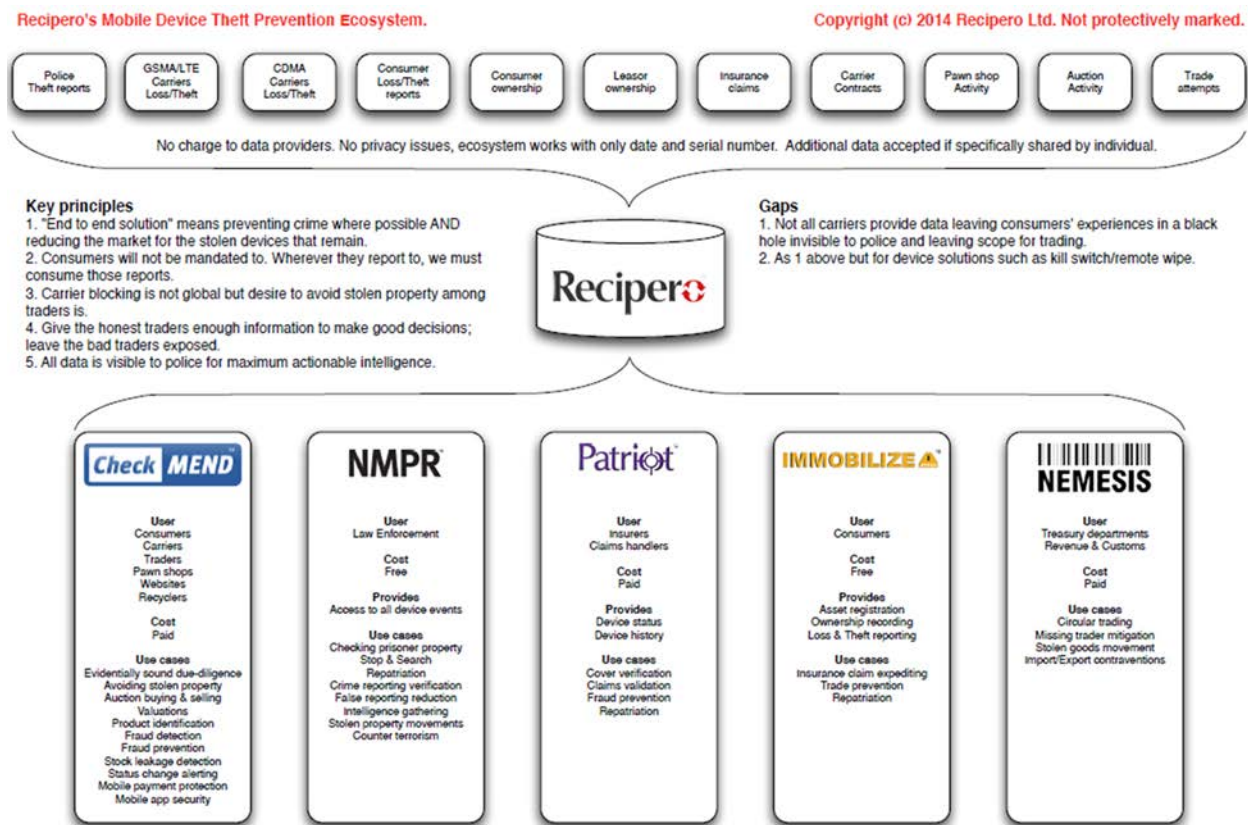 Recipero's Mobile Device Theft Prevention Ecosystem.
Copyright (c) 2014 Recipero Ltd. Not protectively marked.
Police
Theft reports
GSMA/LTE
Carriers
Loss/Theft
CDMA
Carriers
Loss/Theft
Consumer
Loss/Theft
reports
Consumer
ownership
Leasor
ownership
Insurance
claims
Carrier
Contracts
Pawn shop
Activity
Auction
Activity
Trade
attempts
No charge to data providers. No privacy issues, ecosystem works with only date and serial number. Additional data accepted if specifically shared by individual.
Key principles
1. "End to end solution" means preventing crime where possible AND
reducing the market for the stolen devices that remain.
2. Consumers will not be mandated to. Wherever they report to, we must
consume those reports.
3. Carrier blocking is not global but desire to avoid stolen property among
traders is.
4. Give the honest traders enough information to make good decisions;
leave the bad traders exposed.
5. All data is visible to police for maximum actionable intelligence.
Recipero
Gaps
1. Not all carriers provide data leaving consumers' experiences in a black
hole invisible to police and leaving scope for trading.
2. As 1 above but for device solutions such as kill switch/remote wipe.
Check MEND™
User
Consumers
Carriers
Traders
Pawn shops
Websites
Recyclers
Cost
Paid
Use cases
Evidentially sound due-diligence
Avoiding stolen property
Auction buying & selling
Valuations
Product identification
Fraud detection
Fraud prevention
Stock leakage detection
Status change alerting
Mobile payment protection
Mobile app security
NMPR™
User
Law Enforcement
Cost
Free
Provides
Access to all device events
Use cases
Checking prisoner property
Stop & Search
Repatriation
Crime reporting verification
False reporting reduction
Intelligence gathering
Stolen property movements
Counter terrorism
Patriot™
User
Insurers
Claims handlers
Cost
Paid
Provides
Device status
Device history
Use cases
Cover verification
Claims validation
Fraud prevention
Repatriation
IMMOBILIZE™
User
Consumers
Cost
Free
Provides
Asset registration
Ownership recording
Loss & Theft reporting
Use cases
Insurance claim expediting
Trade prevention
Repatriation
NEMESIS
User
Treasury departments
Revenue & Customs
Cost
Paid
Use cases
Circular trading
Missing trader mitigation
Stolen goods movement
Import/Export contraventions